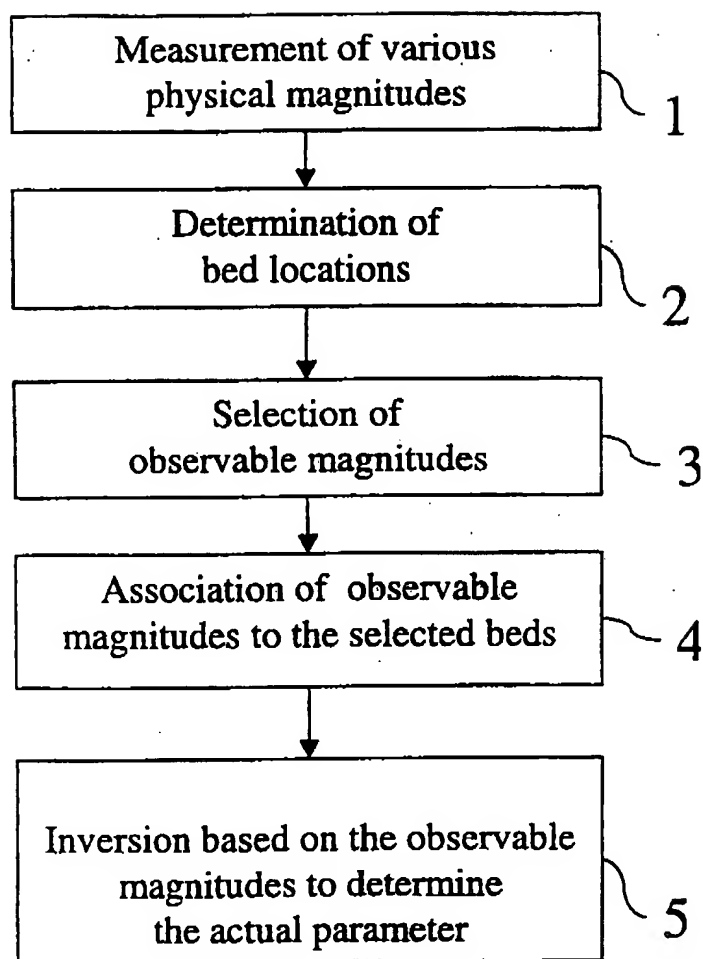 Measurement of various
physical magnitudes
1
Determination of
bed locations
2
Selection of
observable magnitudes
3
Association of observable
magnitudes to the selected beds
4
Inversion based on the observable
magnitudes to determine
the actual parameter
5